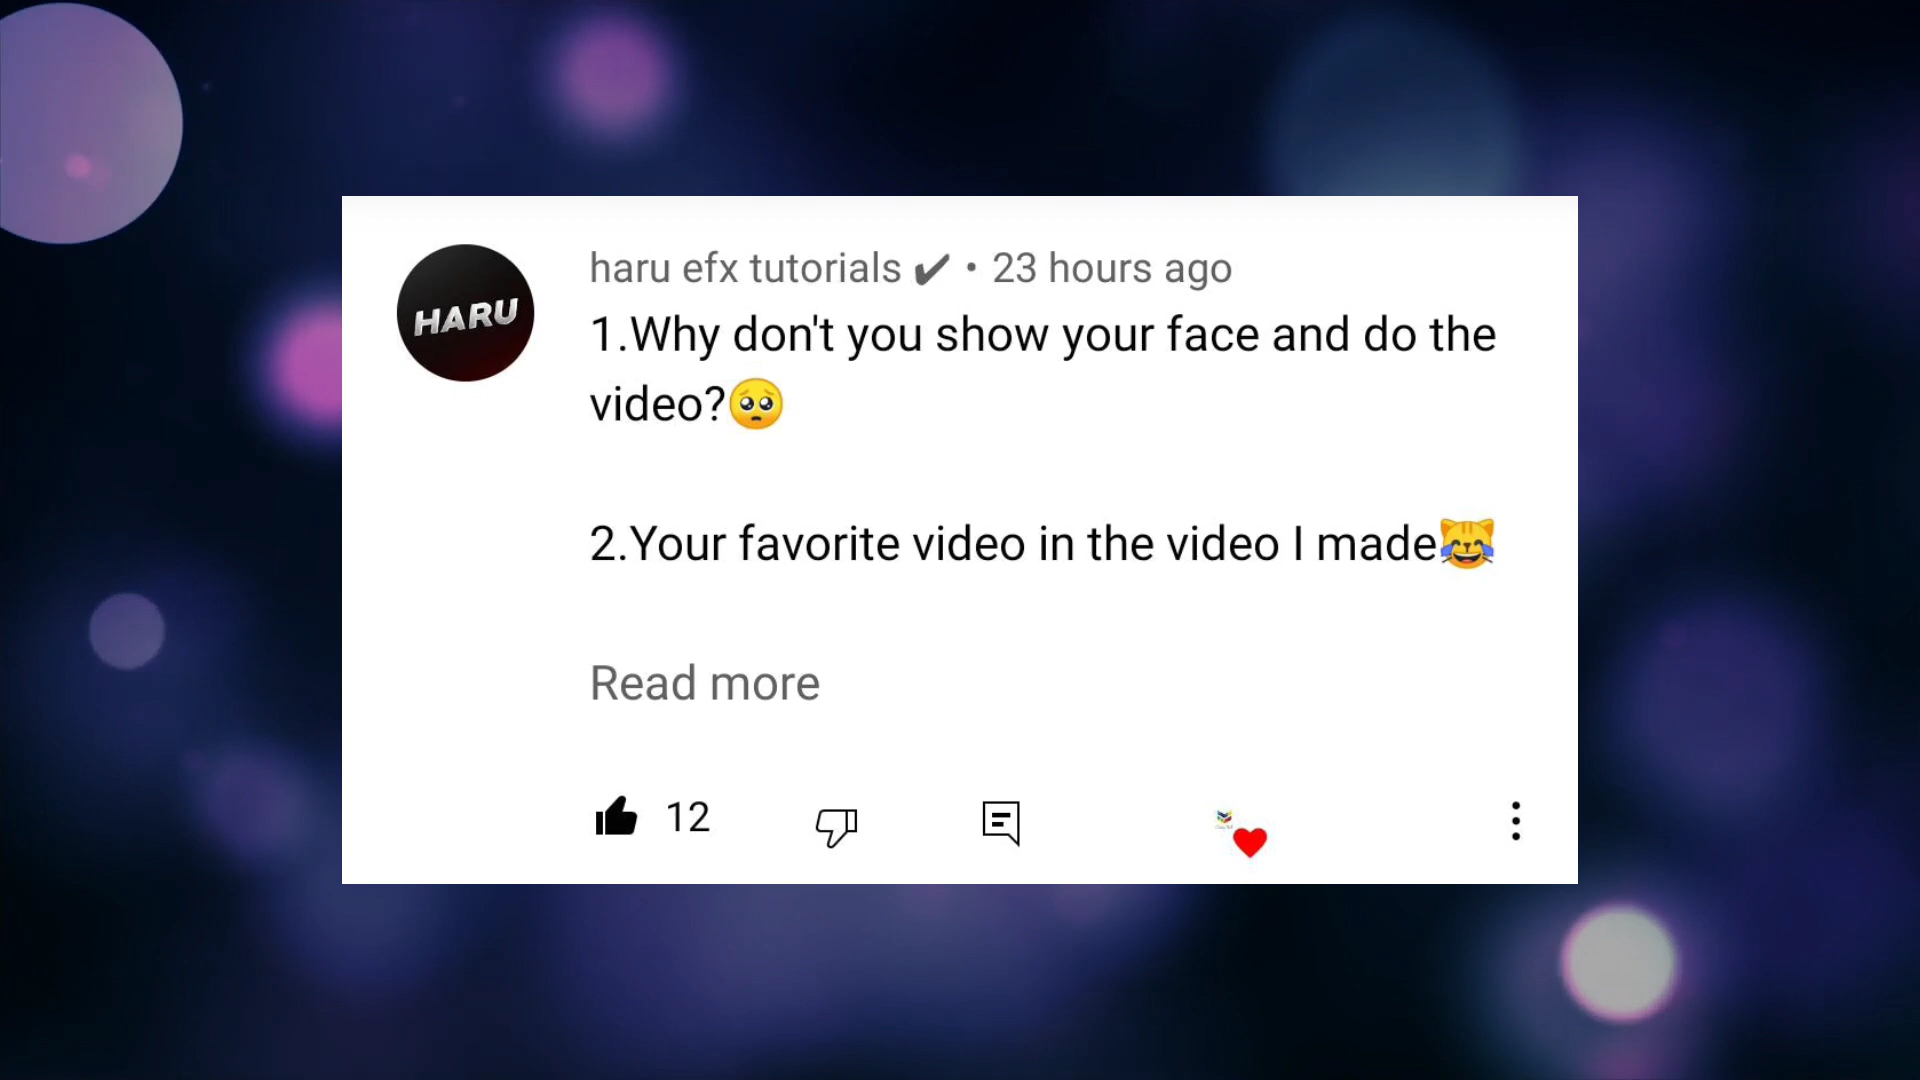 HARU
haru efx tutorials ✔ • 23 hours ago
1.Why don't you show your face and do the
video?🥺
2.Your favorite video in the video I made😹
Read more
12